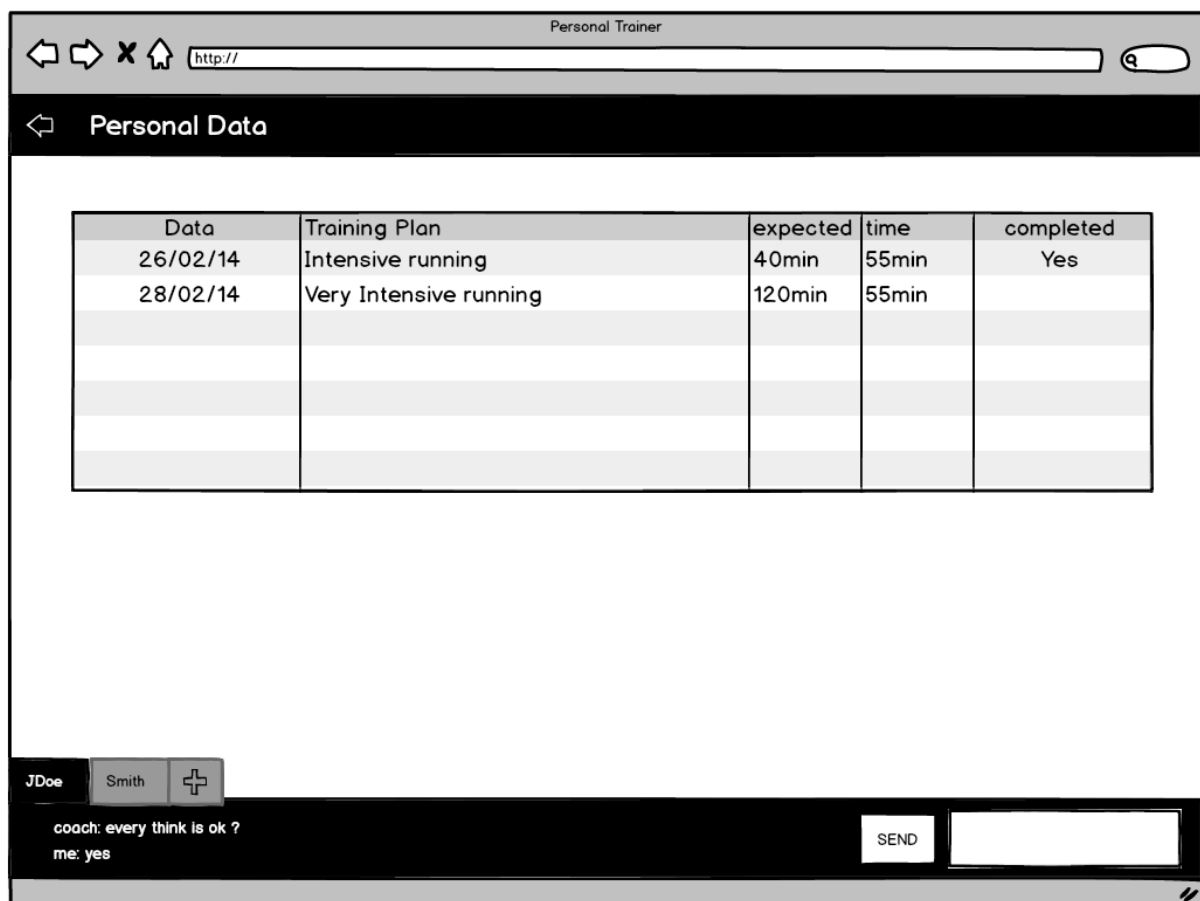 Personal Trainer
http://
Personal Data
Data Training Plan expected time completed
26/02/14 Intensive running 40min 55min Yes
28/02/14 Very Intensive running 120min 55min
JDoe Smith
coach: every think is ok ?
me: yes
SEND